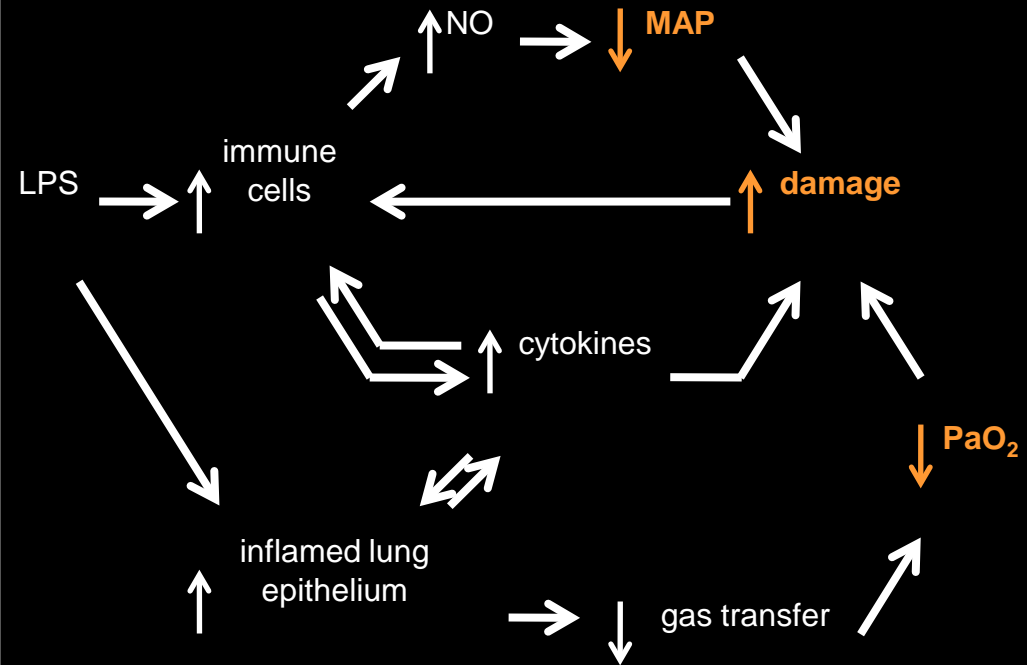 NO
MAP
immune
cells
LPS
damage
cytokines
PaO₂
inflamed lung
epithelium
gas transfer